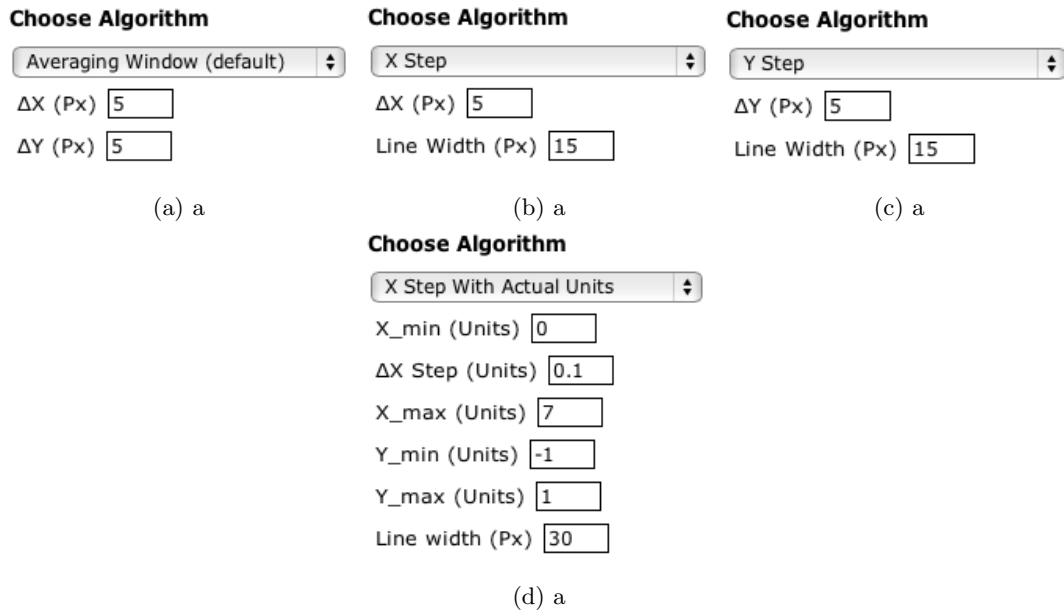 Choose Algorithm
Averaging Window (default)
ΔX (Px) 5
ΔY (Px) 5
(a) a
Choose Algorithm
X Step
ΔX (Px) 5
Line Width (Px) 15
(b) a
Choose Algorithm
Y Step
ΔY (Px) 5
Line Width (Px) 15
(c) a
Choose Algorithm
X Step With Actual Units
X_min (Units) 0
ΔX Step (Units) 0.1
X_max (Units) 7
Y_min (Units) -1
Y_max (Units) 1
Line width (Px) 30
(d) a